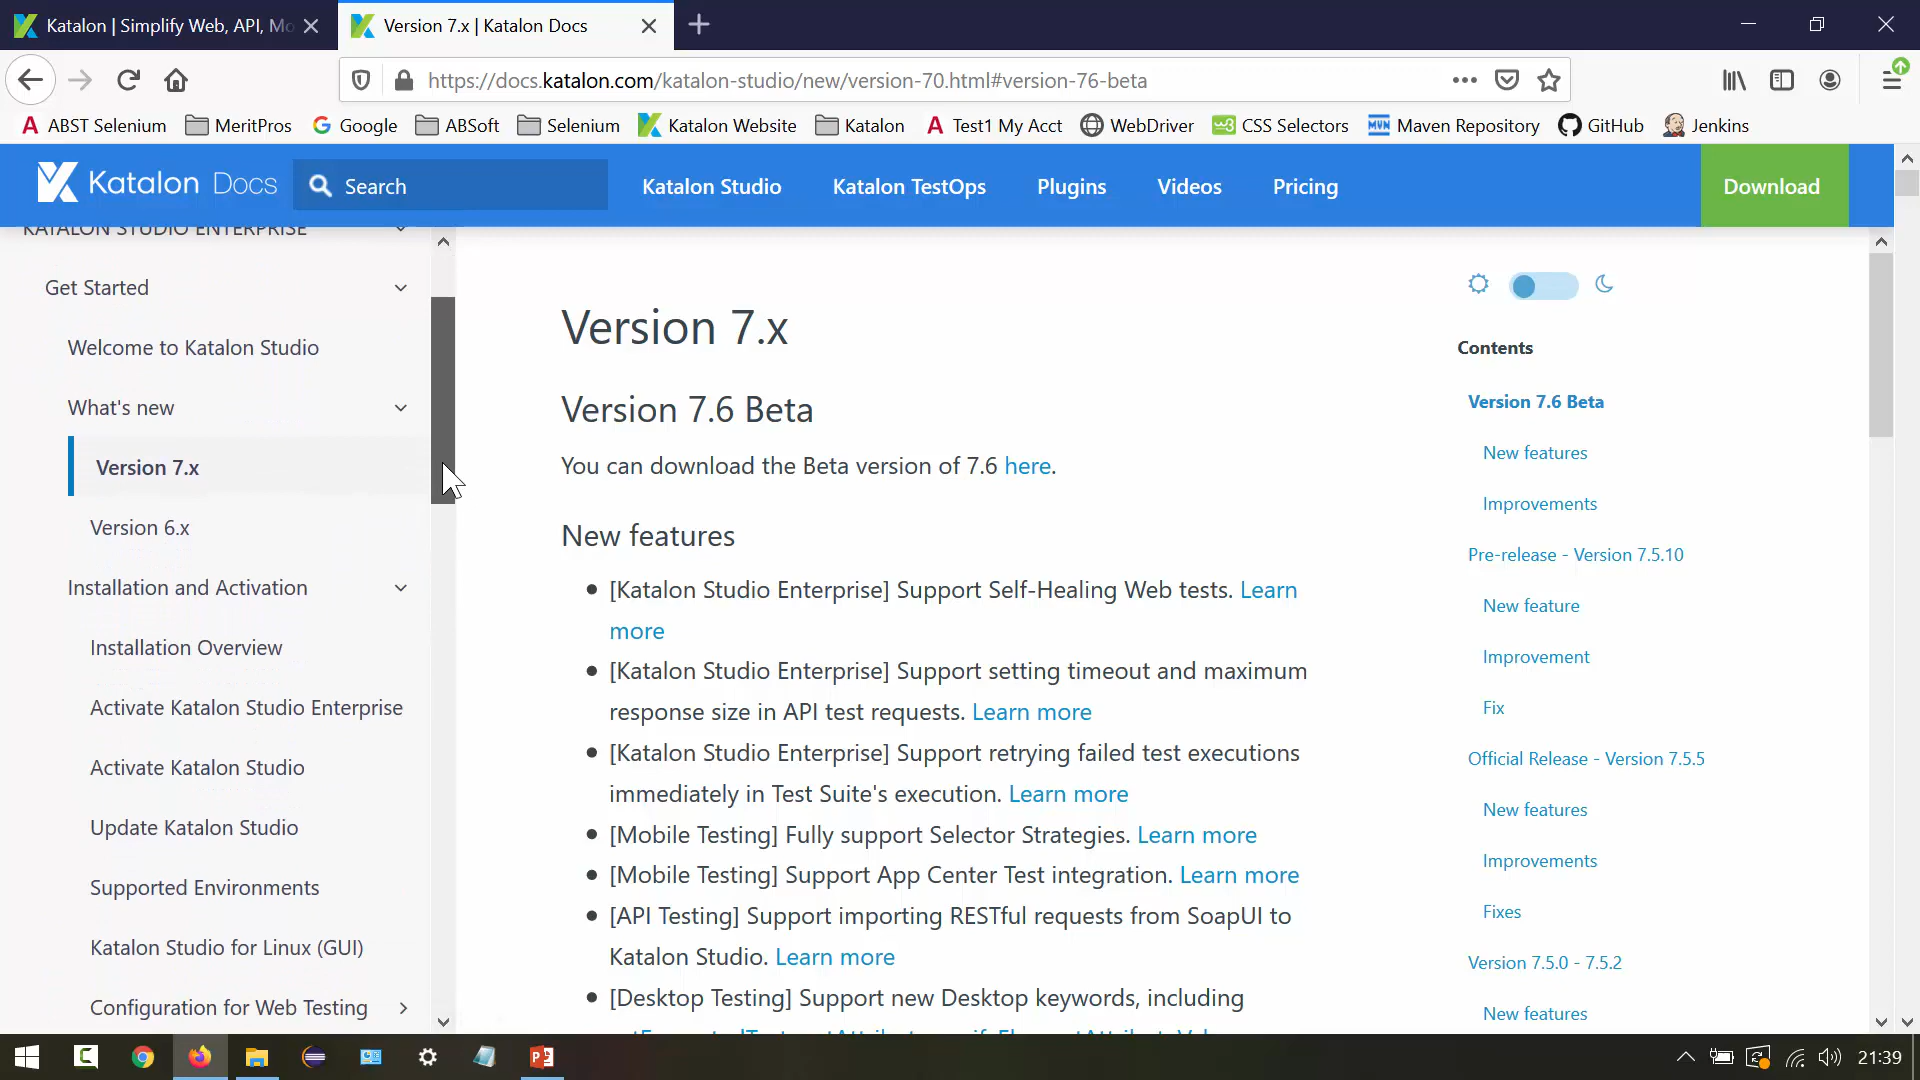 Katalon | Simplify Web, API, Mo
Version 7.x | Katalon Docs
https://docs.katalon.com/katalon-studio/new/version-70.html#version-76-beta
ABST Selenium
MeritPros
Google
ABSoft
Selenium
Katalon Website
Katalon
Test1 My Acct
WebDriver
CSS Selectors
Maven Repository
GitHub
Jenkins
Katalon Docs
Search
Katalon Studio
Katalon TestOps
Plugins
Videos
Pricing
Download
KATALON STUDIO ENTERPRISE
Get Started
Welcome to Katalon Studio
What's new
Version 7.x
Version 6.x
Installation and Activation
Installation Overview
Activate Katalon Studio Enterprise
Activate Katalon Studio
Update Katalon Studio
Supported Environments
Katalon Studio for Linux (GUI)
Configuration for Web Testing
Version 7.x
Version 7.6 Beta
You can download the Beta version of 7.6 here.
New features
[Katalon Studio Enterprise] Support Self-Healing Web tests. Learn
more
[Katalon Studio Enterprise] Support setting timeout and maximum
response size in API test requests. Learn more
[Katalon Studio Enterprise] Support retrying failed test executions
immediately in Test Suite's execution. Learn more
[Mobile Testing] Fully support Selector Strategies. Learn more
[Mobile Testing] Support App Center Test integration. Learn more
[API Testing] Support importing RESTful requests from SoapUI to
Katalon Studio. Learn more
[Desktop Testing] Support new Desktop keywords, including
Contents
Version 7.6 Beta
New features
Improvements
Pre-release - Version 7.5.10
New feature
Improvement
Fix
Official Release - Version 7.5.5
New features
Improvements
Fixes
Version 7.5.0 - 7.5.2
New features
21:39